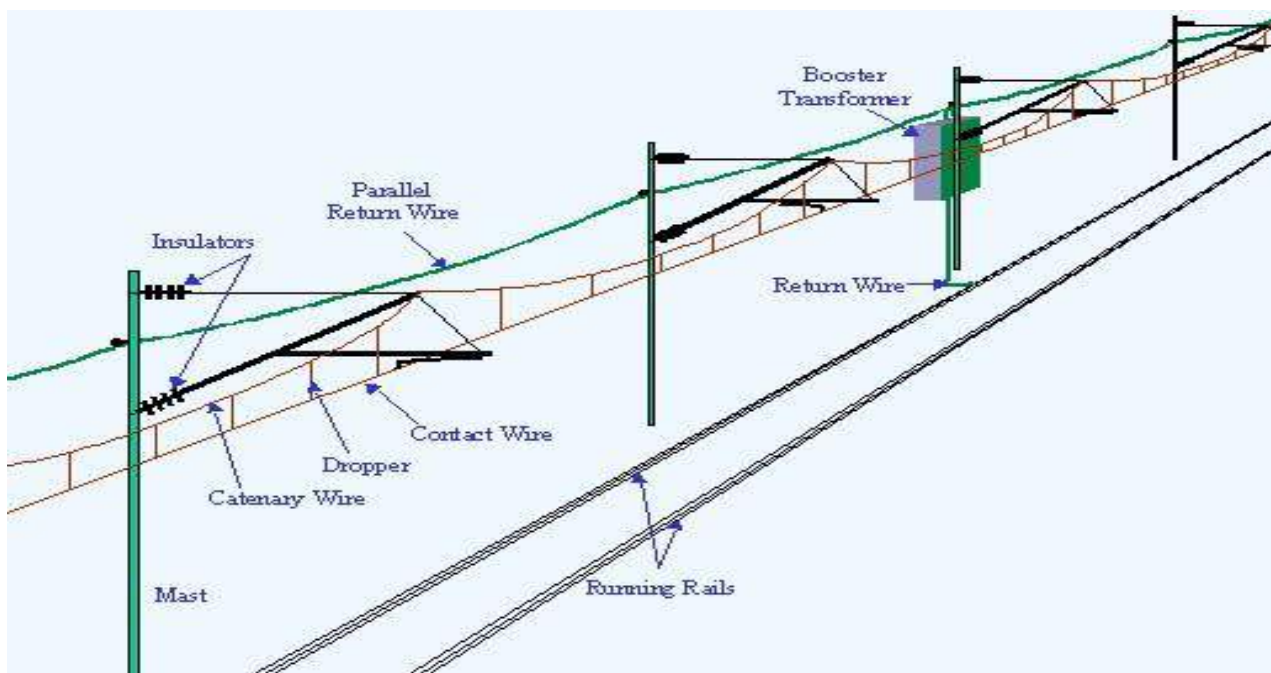 Booster
Transformer
Parallel
Return Wire
Insulators
Return Wire
Contact Wire
Dropper
Catenary Wire
Running Rails
Mast